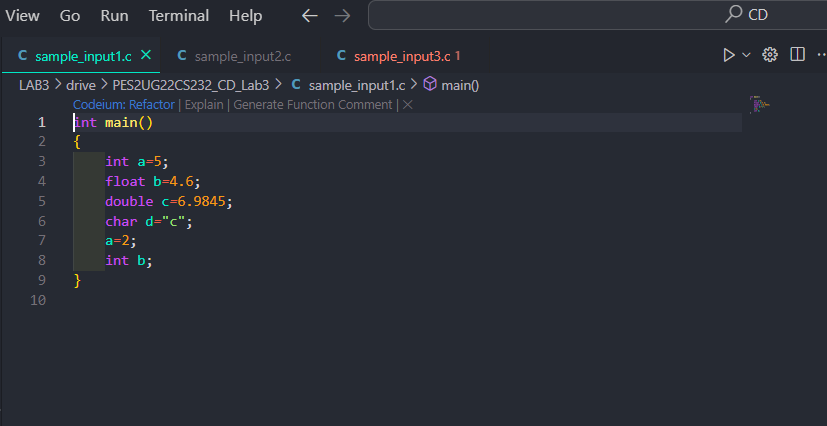 View Go Run Terminal Help CD
C sample_input1.c C sample_input2.c C sample_input3.c 1
LAB3 > drive > PES2UG22CS232_CD_Lab3 > C sample_input1.c > main()
Codeium: Refactor | Explain | Generate Function Comment | ×
1 int main()
2 {
3     int a=5;
4     float b=4.6;
5     double c=6.9845;
6     char d="c";
7     a=2;
8     int b;
9 }
10